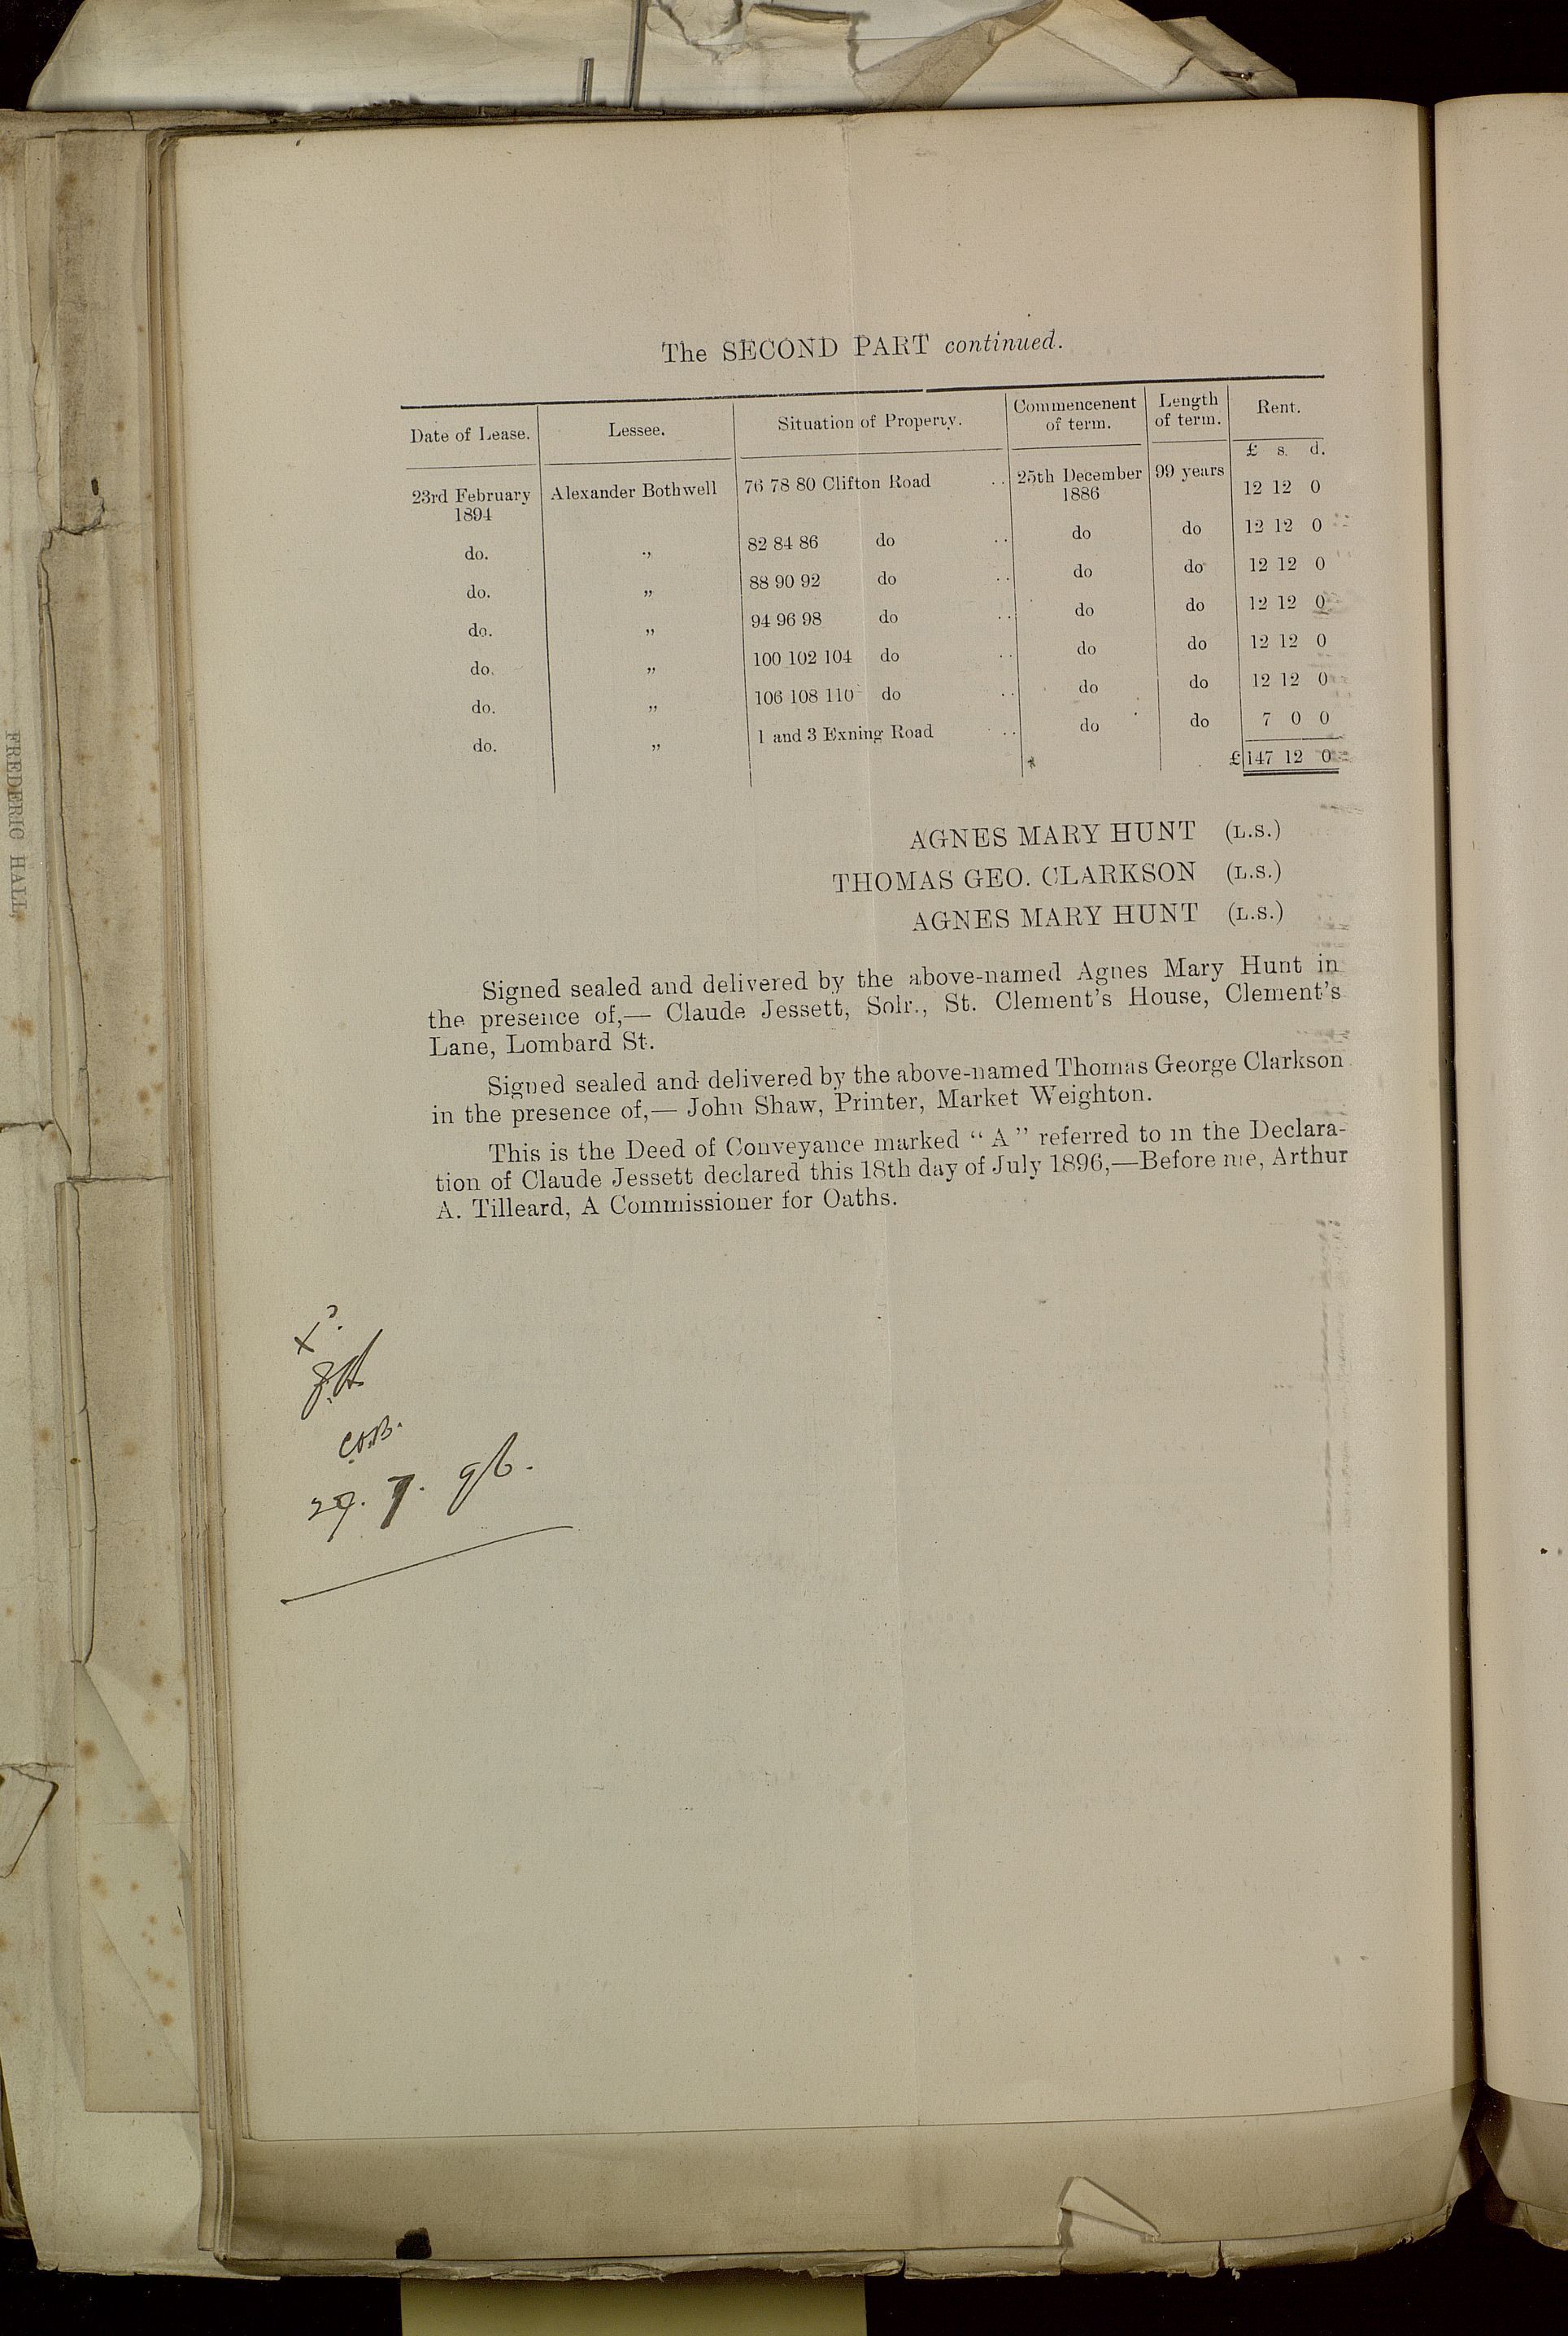 The SECOND PART continued.
Date of Lease. Lessee. Situation of Property. Commencenent of term. Length of term. Rent.
£ s. d.
23rd February 1894 Alexander Bothwell 76 78 80 Clifton Road .. 25th December 1886 99 years 12 12 0
do. „ 82 84 86 do .. do do 12 12 0
do. „ 88 90 92 do .. do do 12 12 0
do. „ 94 96 98 do .. do do 12 12 0
do. „ 100 102 104 do .. do do 12 12 0
do. „ 106 108 110 do .. do do 12 12 0
do. „ 1 and 3 Exning Road .. do do 7 0 0
£147 12 0
AGNES MARY HUNT (L.S.)
THOMAS GEO. CLARKSON (L.S.)
AGNES MARY HUNT (L.S.)
Signed sealed and delivered by the above-named Agnes Mary Hunt in
the presence of,— Claude Jessett, Solr., St. Clement's House, Clement's
Lane, Lombard St.
Signed sealed and delivered by the above-named Thomas George Clarkson
in the presence of,— John Shaw, Printer, Market Weighton.
This is the Deed of Conveyance marked “ A ” referred to in the Declara-
tion of Claude Jessett declared this 18th day of July 1896,—Before me, Arthur
A. Tilleard, A Commissioner for Oaths.
29. 7. 96.
FREDERIC HALL,